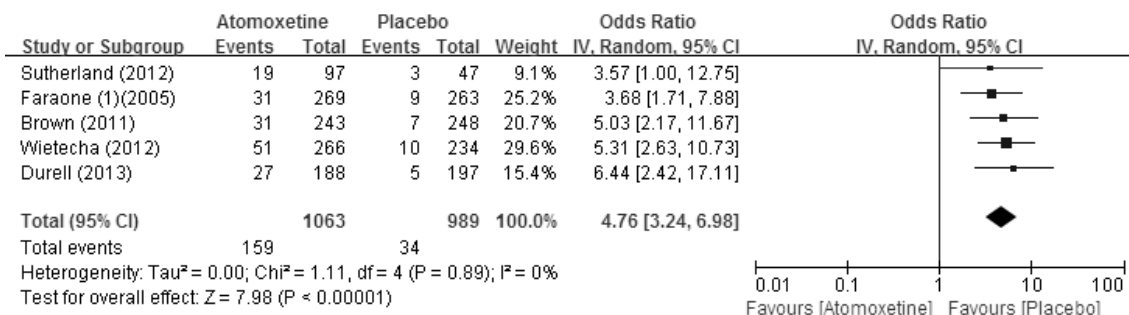 Atomoxetine Placebo Odds Ratio Odds Ratio
Study or Subgroup Events Total Events Total Weight IV, Random, 95% CI IV, Random, 95% CI
Sutherland (2012) 19 97 3 47 9.1% 3.57 [1.00, 12.75]
Faraone (1)(2005) 31 269 9 263 25.2% 3.68 [1.71, 7.88]
Brown (2011) 31 243 7 248 20.7% 5.03 [2.17, 11.67]
Wietecha (2012) 51 266 10 234 29.6% 5.31 [2.63, 10.73]
Durell (2013) 27 188 5 197 15.4% 6.44 [2.42, 17.11]
Total (95% CI) 1063 989 100.0% 4.76 [3.24, 6.98]
Total events 159 34
Heterogeneity: Tau² = 0.00; Chi² = 1.11, df = 4 (P = 0.89); I² = 0%
Test for overall effect: Z = 7.98 (P < 0.00001)
0.01 0.1 1 10 100
Favours [Atomoxetine] Favours [Placebo]